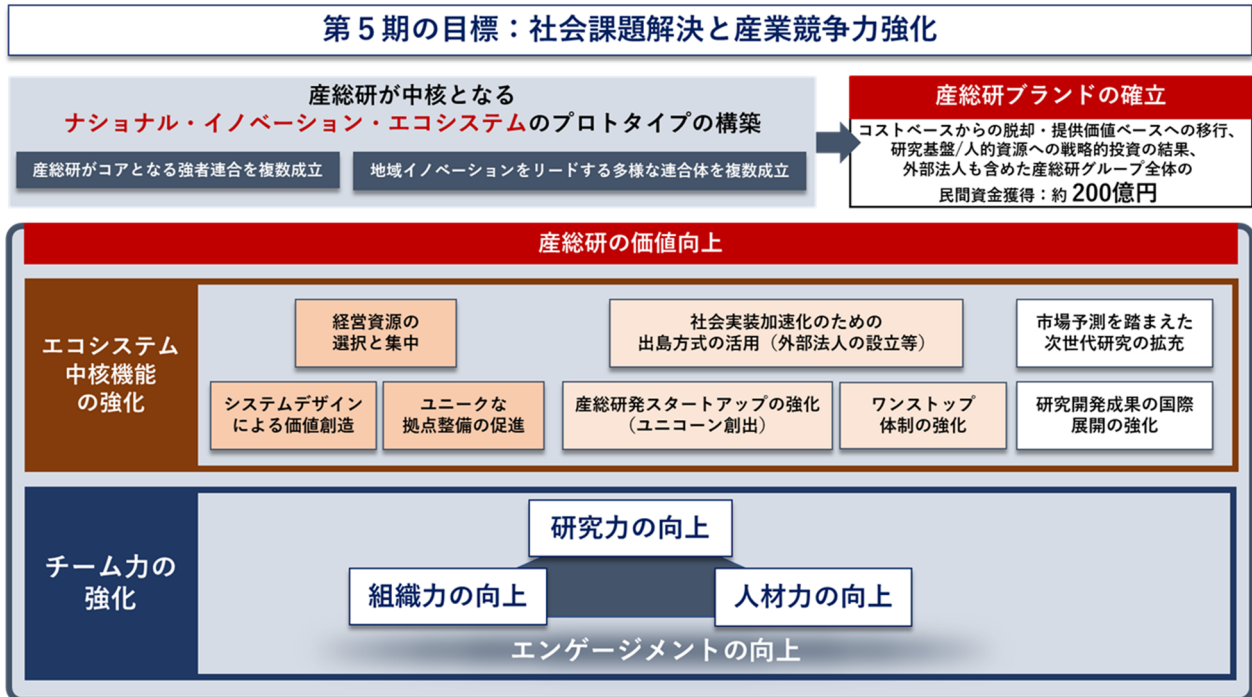 第５期の目標：社会課題解決と産業競争力強化
産総研が中核となる
ナショナル・イノベーション・エコシステムのプロトタイプの構築
産総研がコアとなる強者連合を複数成立
地域イノベーションをリードする多様な連合体を複数成立
産総研ブランドの確立
コストベースからの脱却・提供価値ベースへの移行、
研究基盤/人的資源への戦略的投資の結果、
外部法人も含めた産総研グループ全体の
民間資金獲得：約 200億円
産総研の価値向上
エコシステム
中核機能
の強化
経営資源の
選択と集中
社会実装加速化のための
出島方式の活用（外部法人の設立等）
市場予測を踏まえた
次世代研究の拡充
システムデザイン
による価値創造
ユニークな
拠点整備の促進
産総研発スタートアップの強化
（ユニコーン創出）
ワンストップ
体制の強化
研究開発成果の国際
展開の強化
チーム力の
強化
研究力の向上
組織力の向上
人材力の向上
エンゲージメントの向上